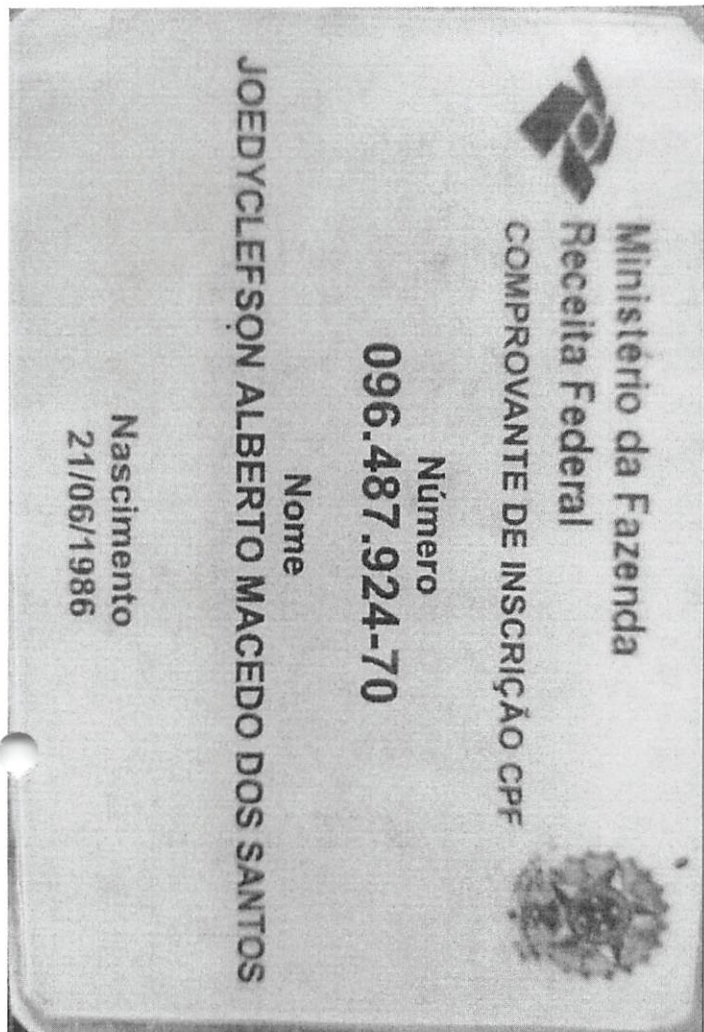 Ministério da Fazenda
Receita Federal
COMPROVANTE DE INSCRIÇÃO CPF
Número
096.487.924-70
Nome
JOEDYCLEFSON ALBERTO MACEDO DOS SANTOS
Nascimento
21/06/1986